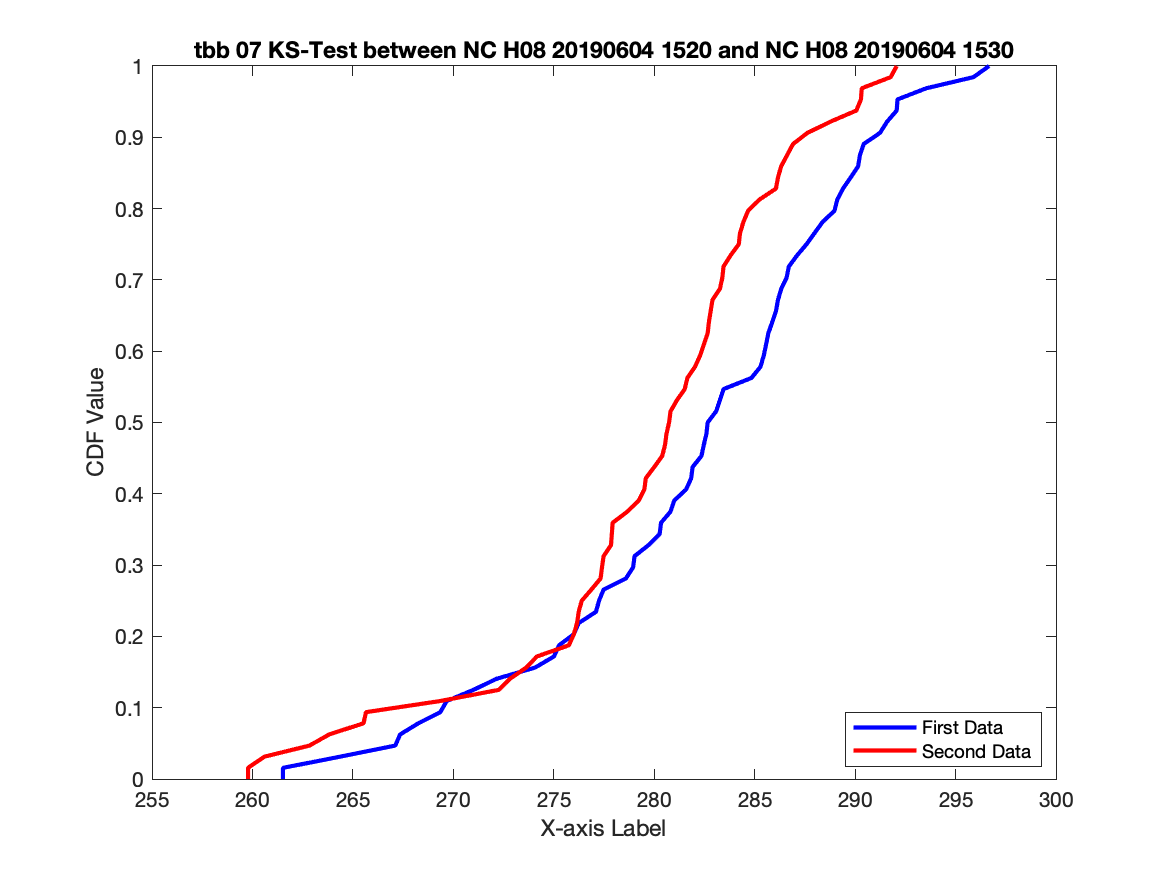 tbb 07 KS-Test between NC H08 20190604 1520 and NC H08 20190604 1530
1
0.9
0.8
0.7
0.6
0.5
0.4
0.3
0.2
0.1
0
CDF Value
First Data
Second Data
255 260 265 270 275 280 285 290 295 300
X-axis Label